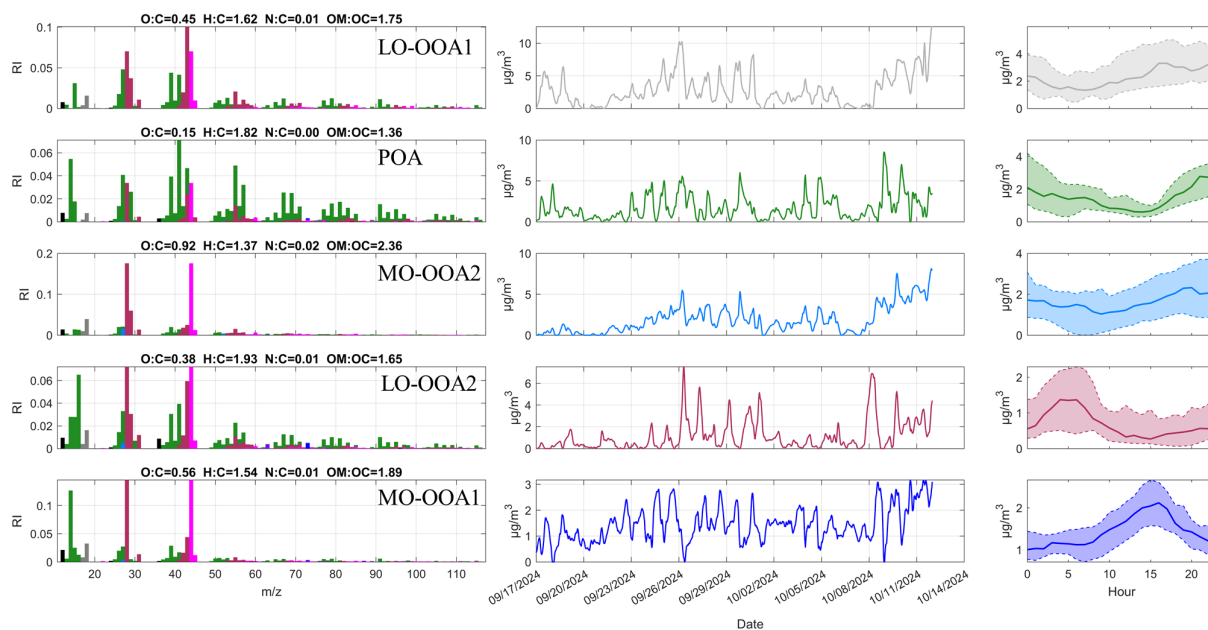 O:C=0.45 H:C=1.62 N:C=0.01 OM:OC=1.75
0.1
0.05
0
RI
LO-OOA1
10
5
0
µg/m3
4
2
0
µg/m3
O:C=0.15 H:C=1.82 N:C=0.00 OM:OC=1.36
0.06
0.04
0.02
0
RI
POA
10
5
0
µg/m3
4
2
0
µg/m3
O:C=0.92 H:C=1.37 N:C=0.02 OM:OC=2.36
0.2
0.1
0
RI
MO-OOA2
10
5
0
µg/m3
4
2
0
µg/m3
O:C=0.38 H:C=1.93 N:C=0.01 OM:OC=1.65
0.06
0.04
0.02
0
RI
LO-OOA2
6
4
2
0
µg/m3
2
1
0
µg/m3
O:C=0.56 H:C=1.54 N:C=0.01 OM:OC=1.89
0.1
0.05
0
RI
MO-OOA1
3
2
1
0
µg/m3
2
1
µg/m3
20 30 40 50 60 70 80 90 100 110
m/z
09/17/2024 09/20/2024 09/23/2024 09/26/2024 09/29/2024 10/02/2024 10/05/2024 10/08/2024 10/11/2024 10/14/2024
Date
0 5 10 15 20
Hour